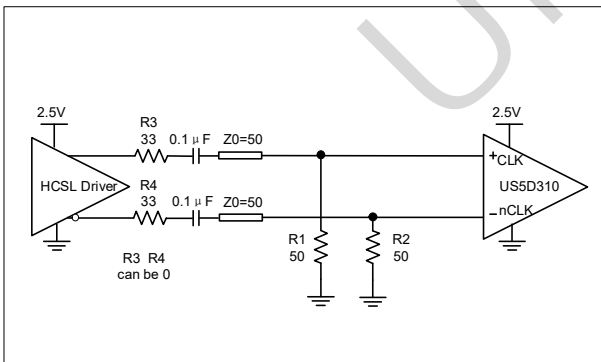 2.5V
2.5V
R3
33
0.1 μF
Z0=50
+CLK
HCSL Driver
US5D310
R4
33
0.1 μF
Z0=50
−nCLK
R3 R4
can be 0
R1
50
R2
50